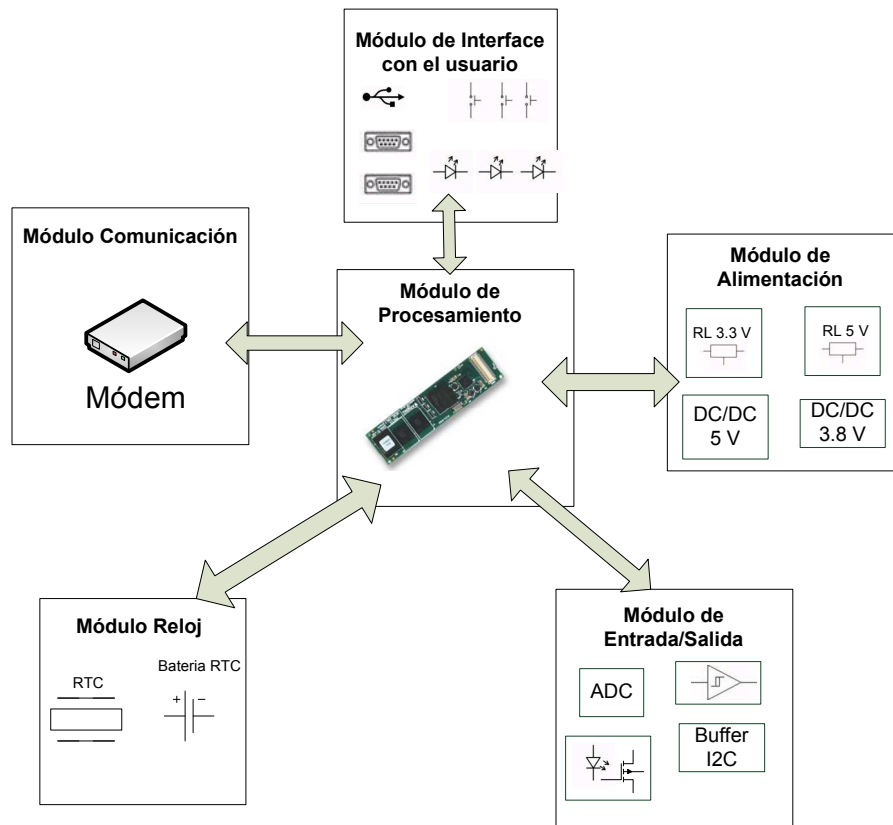 Módulo de Interface
con el usuario
Módulo Comunicación
Módem
Módulo de
Procesamiento
Módulo de
Alimentación
RL 3.3 V
RL 5 V
DC/DC
5 V
DC/DC
3.8 V
Módulo Reloj
RTC
Bateria RTC
+ −
Módulo de
Entrada/Salida
ADC
Buffer
I2C